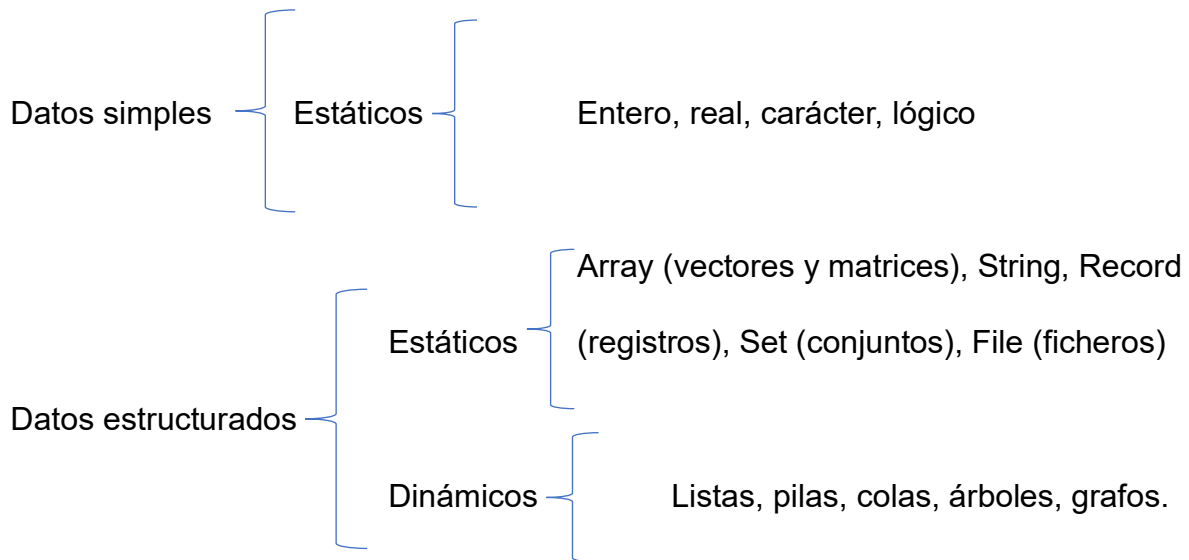 Datos simples Estáticos Entero, real, carácter, lógico
Array (vectores y matrices), String, Record
Estáticos (registros), Set (conjuntos), File (ficheros)
Datos estructurados
Dinámicos Listas, pilas, colas, árboles, grafos.